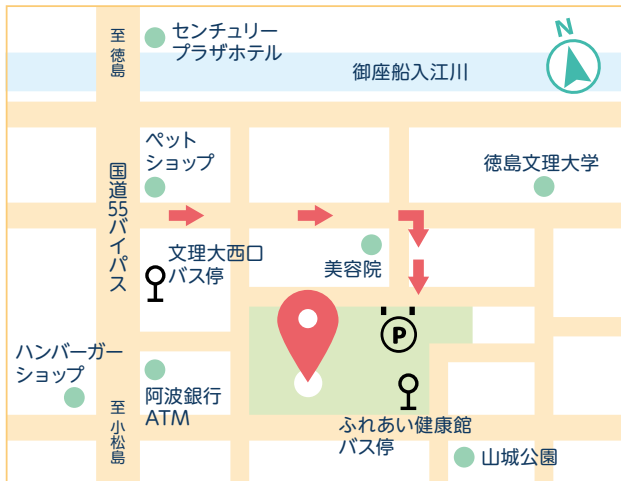 至徳島
センチュリー
プラザホテル
N
御座船入江川
ペット
ショップ
徳島文理大学
国道55バイパス
文理大西口
バス停
美容院
P
ハンバーガー
ショップ
阿波銀行
ATM
至小松島
ふれあい健康館
バス停
山城公園